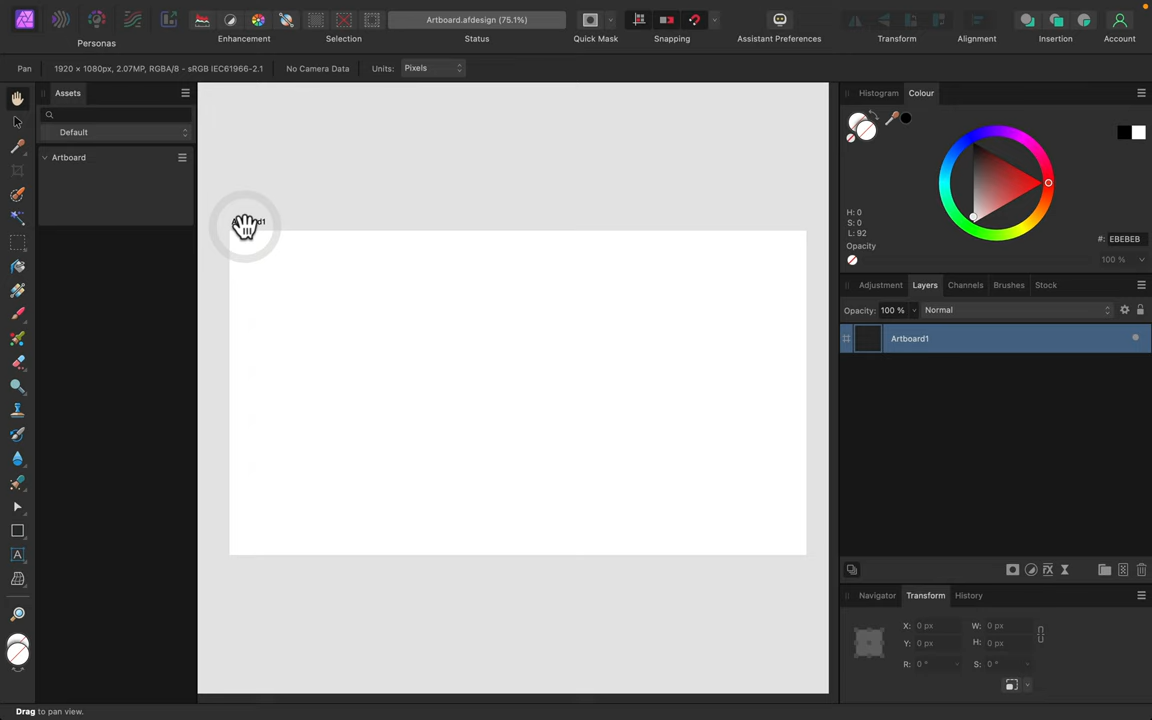 Artboard.afdesign (75.1%)
Personas
Enhancement
Selection
Status
Quick Mask
Snapping
Assistant Preferences
Transform
Alignment
Insertion
Account
Pan
1920 × 1080px, 2.07MP, RGBA/8 - sRGB IEC61966-2.1
No Camera Data
Units:
Pixels
Assets
Default
Artboard
Histogram
Colour
H: 0
S: 0
L: 92
#:
EBEBEB
Opacity
100 %
Adjustment
Layers
Channels
Brushes
Stock
Opacity:
100 %
Normal
Artboard1
Navigator
Transform
History
X:
0 px
W:
0 px
Y:
0 px
H:
0 px
R:
0 °
S:
0 °
A
Drag to pan view.